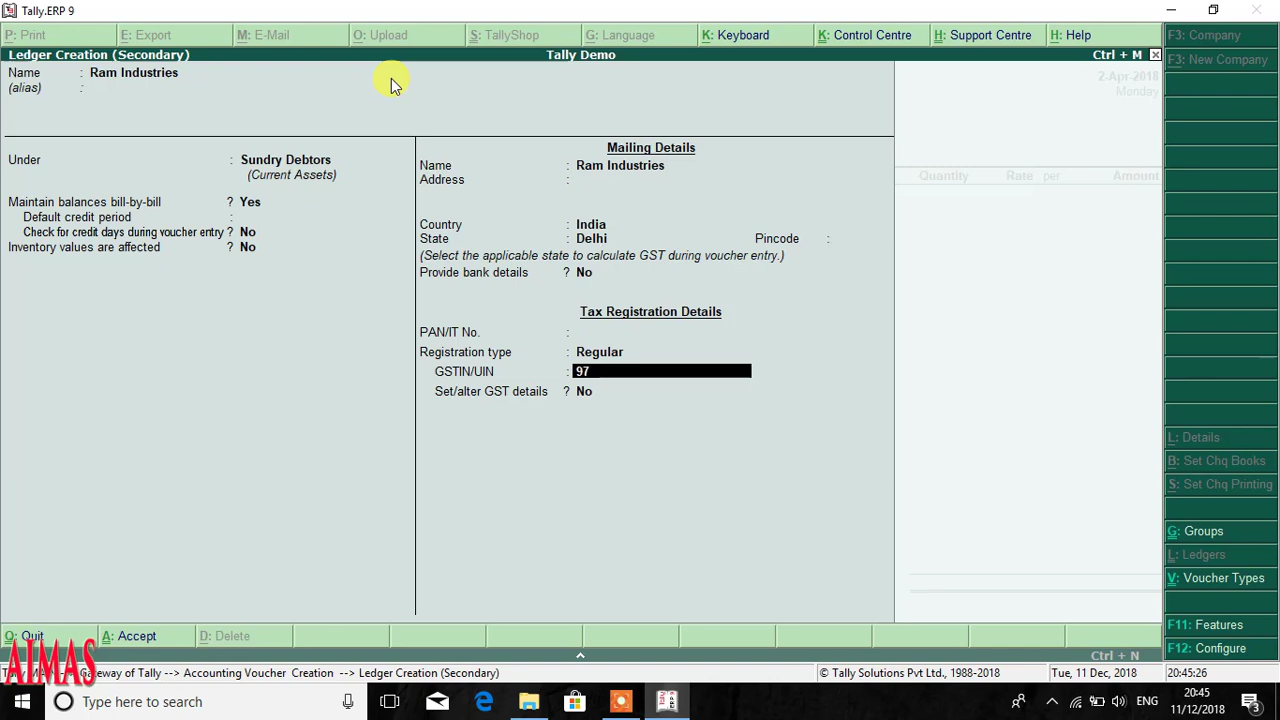 Tally.ERP 9
P: Print E: Export M: E-Mail O: Upload S: TallyShop G: Language K: Keyboard K: Control Centre H: Support Centre H: Help
F3: Company
Ledger Creation (Secondary) Tally Demo Ctrl + M
F3: New Company
Name : Ram Industries
(alias) :
2-Apr-2018
Monday
Mailing Details
Under : Sundry Debtors
(Current Assets)
Name : Ram Industries
Address :
Quantity Rate per Amount
Maintain balances bill-by-bill ? Yes
Default credit period :
Check for credit days during voucher entry ? No
Inventory values are affected ? No
Country : India
State : Delhi Pincode :
(Select the applicable state to calculate GST during voucher entry.)
Provide bank details ? No
Tax Registration Details
PAN/IT No. :
Registration type : Regular
GSTIN/UIN : 97
Set/alter GST details ? No
L: Details
B: Set Chq Books
S: Set Chq Printing
G: Groups
L: Ledgers
V: Voucher Types
F11: Features
F12: Configure
Q: Quit A: Accept D: Delete
Ctrl + N
AIMAS
Gateway of Tally --> Accounting Voucher Creation --> Ledger Creation (Secondary) © Tally Solutions Pvt Ltd., 1988-2018 Tue, 11 Dec, 2018 20:45:26
Type here to search ENG 20:45
11/12/2018
3